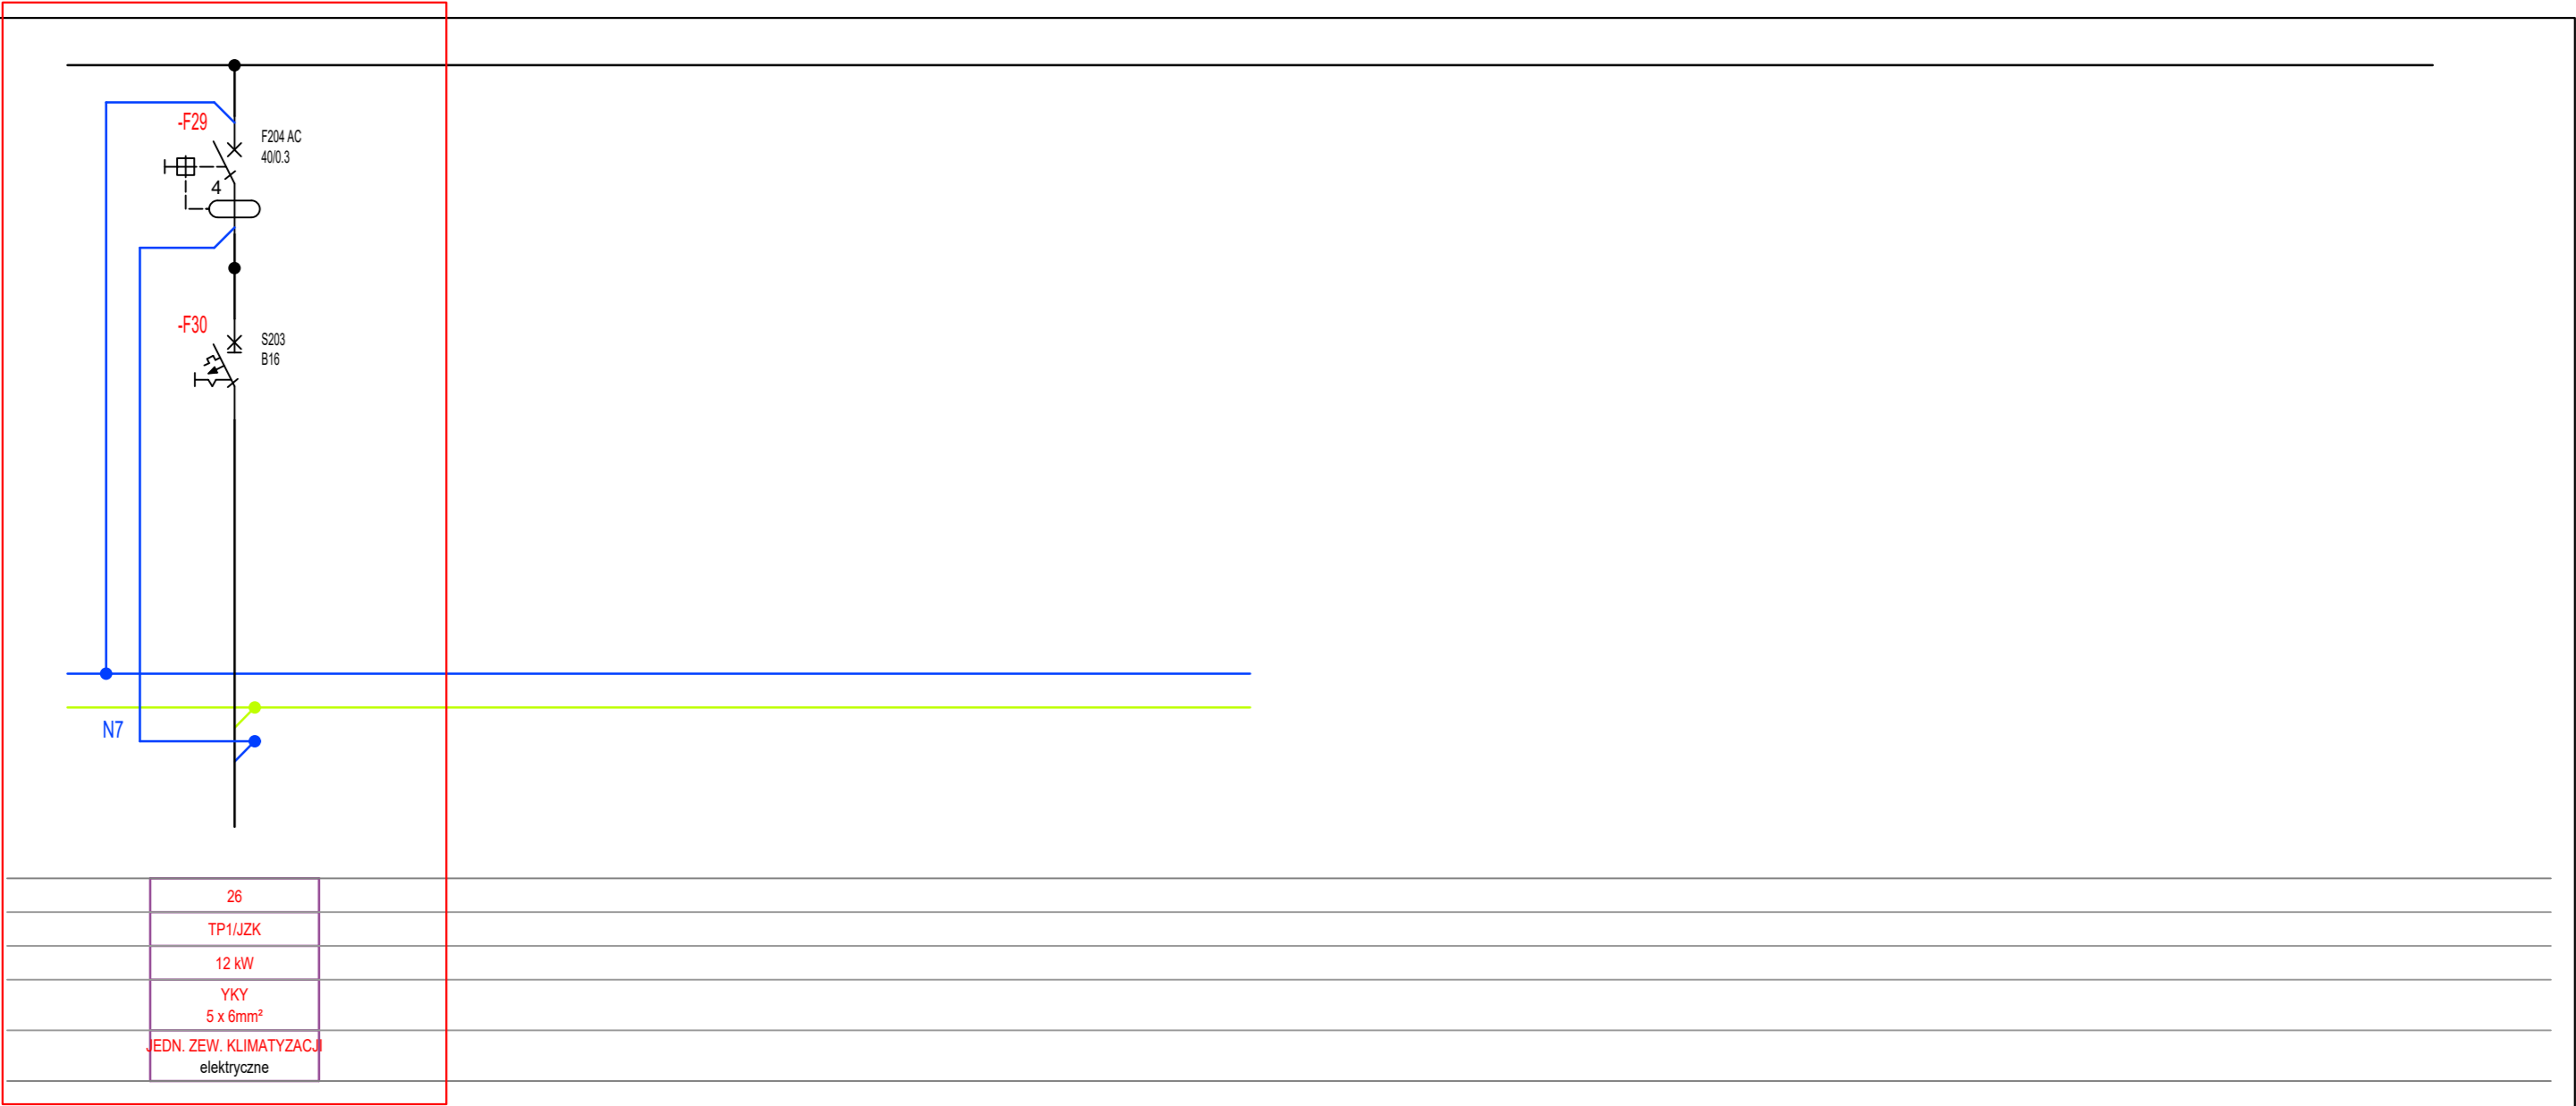 -F29
F204 AC
40/0.3
4
-F30
S203
B16
N7
26
TP1/JZK
12 kW
YKY
5 x 6mm²
JEDN. ZEW. KLIMATYZACJI
elektryczne